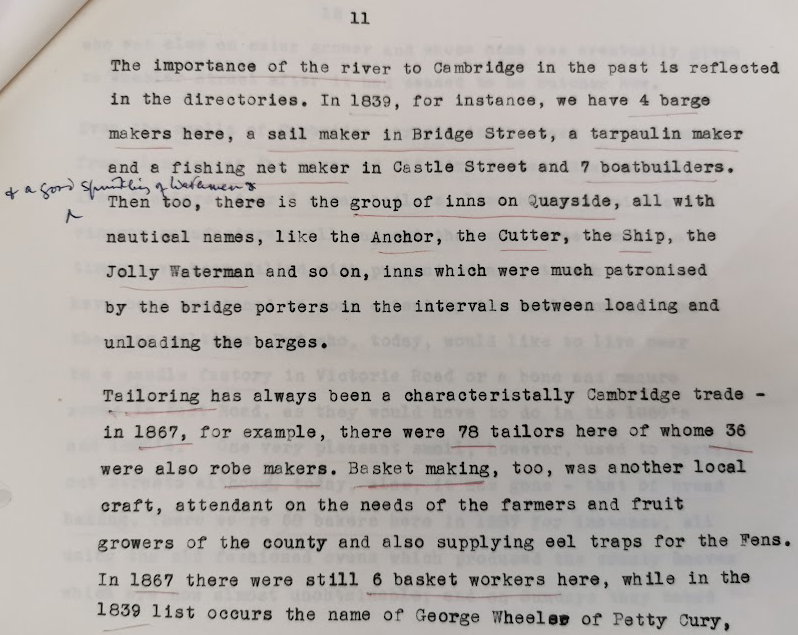 11
The importance of the river to Cambridge in the past is reflected
in the directories. In 1839, for instance, we have 4 barge
makers here, a sail maker in Bridge Street, a tarpaulin maker
and a fishing net maker in Castle Street and 7 boatbuilders.
& a good sprinkling of watermen
Then too, there is the group of inns on Quayside, all with
nautical names, like the Anchor, the Cutter, the Ship, the
Jolly Waterman and so on, inns which were much patronised
by the bridge porters in the intervals between loading and
unloading the barges.
Tailoring has always been a characteristally Cambridge trade -
in 1867, for example, there were 78 tailors here of whome 36
were also robe makers. Basket making, too, was another local
craft, attendant on the needs of the farmers and fruit
growers of the county and also supplying eel traps for the Fens.
In 1867 there were still 6 basket workers here, while in the
1839 list occurs the name of George Wheeler of Petty Cury,